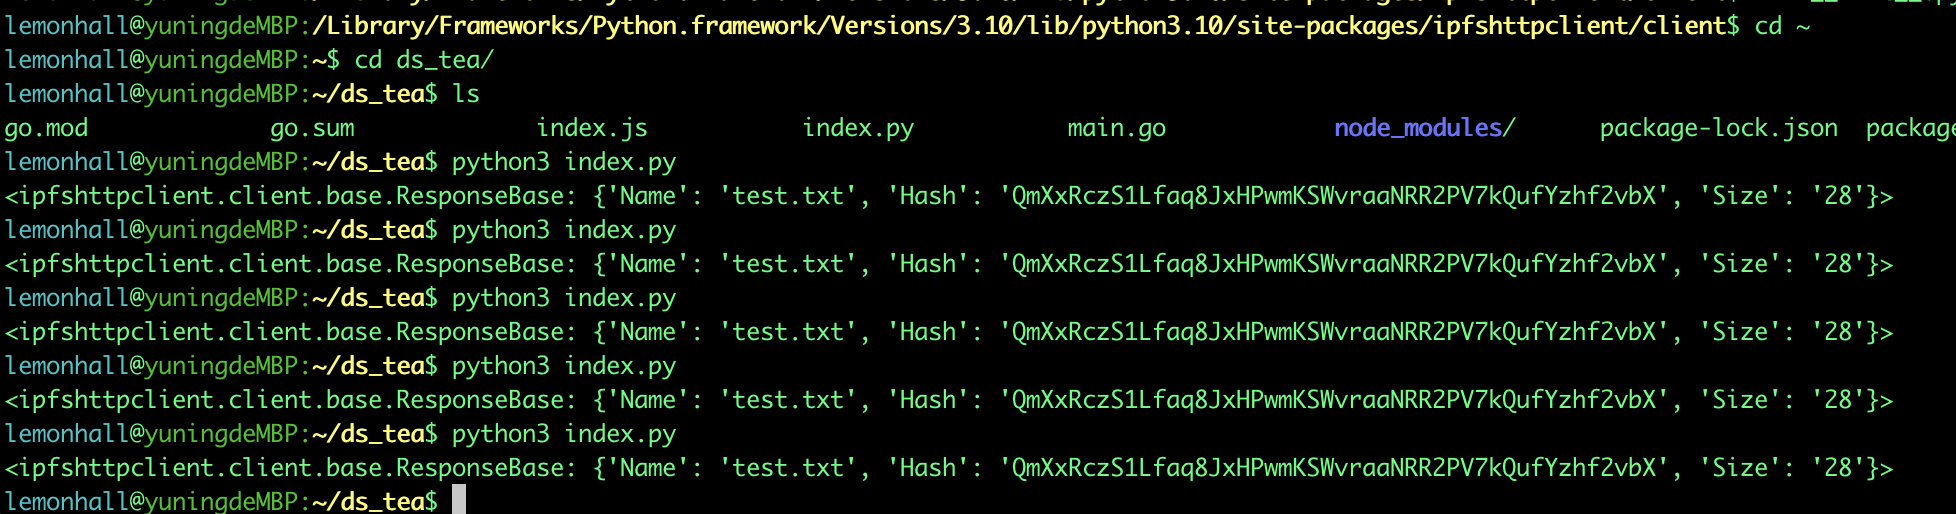 lemonhall@yuningdeMBP:/Library/Frameworks/Python.framework/Versions/3.10/lib/python3.10/site-packages/ipfshttpclient/client$ cd ~
lemonhall@yuningdeMBP:~$ cd ds_tea/
lemonhall@yuningdeMBP:~/ds_tea$ ls
go.mod go.sum index.js index.py main.go node_modules/ package-lock.json package
lemonhall@yuningdeMBP:~/ds_tea$ python3 index.py
<ipfshttpclient.client.base.ResponseBase: {'Name': 'test.txt', 'Hash': 'QmXxRczS1Lfaq8JxHPwmKSWvraaNRR2PV7kQufYzhf2vbX', 'Size': '28'}>
lemonhall@yuningdeMBP:~/ds_tea$ python3 index.py
<ipfshttpclient.client.base.ResponseBase: {'Name': 'test.txt', 'Hash': 'QmXxRczS1Lfaq8JxHPwmKSWvraaNRR2PV7kQufYzhf2vbX', 'Size': '28'}>
lemonhall@yuningdeMBP:~/ds_tea$ python3 index.py
<ipfshttpclient.client.base.ResponseBase: {'Name': 'test.txt', 'Hash': 'QmXxRczS1Lfaq8JxHPwmKSWvraaNRR2PV7kQufYzhf2vbX', 'Size': '28'}>
lemonhall@yuningdeMBP:~/ds_tea$ python3 index.py
<ipfshttpclient.client.base.ResponseBase: {'Name': 'test.txt', 'Hash': 'QmXxRczS1Lfaq8JxHPwmKSWvraaNRR2PV7kQufYzhf2vbX', 'Size': '28'}>
lemonhall@yuningdeMBP:~/ds_tea$ python3 index.py
<ipfshttpclient.client.base.ResponseBase: {'Name': 'test.txt', 'Hash': 'QmXxRczS1Lfaq8JxHPwmKSWvraaNRR2PV7kQufYzhf2vbX', 'Size': '28'}>
lemonhall@yuningdeMBP:~/ds_tea$